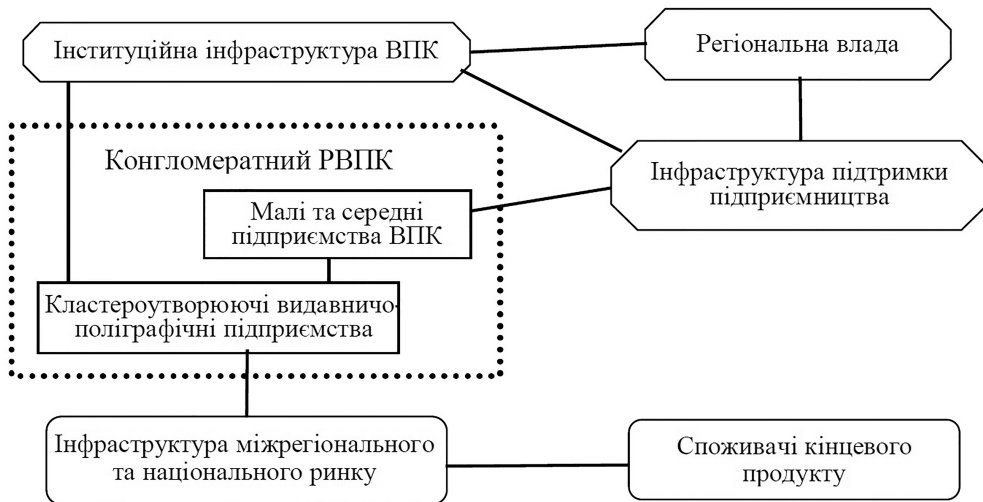 Інституційна інфраструктура ВПК
Регіональна влада
Конгломератний РВПК
Інфраструктура підтримки
підприємництва
Малі та середні
підприємства ВПК
Кластероутворюючі видавничо-
поліграфічні підприємства
Інфраструктура міжрегіонального
та національного ринку
Споживачі кінцевого
продукту